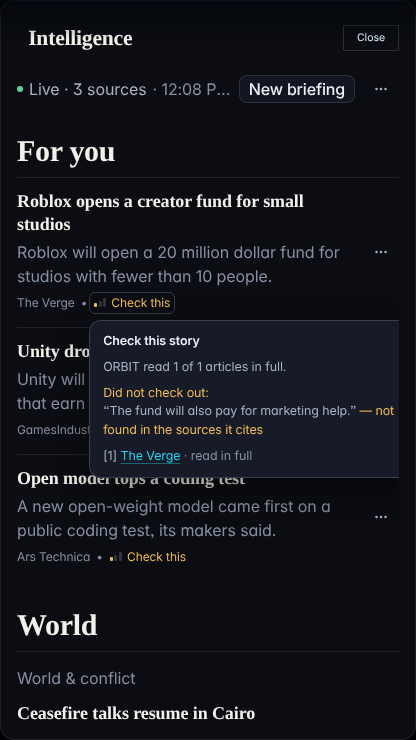 Intelligence
Close
Live · 3 sources · 12:08 P...
New briefing
For you
Roblox opens a creator fund for small
studios
Roblox will open a 20 million dollar fund for
studios with fewer than 10 people.
The Verge • Check this
Check this story
ORBIT read 1 of 1 articles in full.
Did not check out:
“The fund will also pay for marketing help.” — not
found in the sources it cites
[1] The Verge · read in full
Unity dro
Unity will
that earn
GamesIndust
Open model tops a coding test
A new open-weight model came first on a
public coding test, its makers said.
Ars Technica • Check this
World
World & conflict
Ceasefire talks resume in Cairo